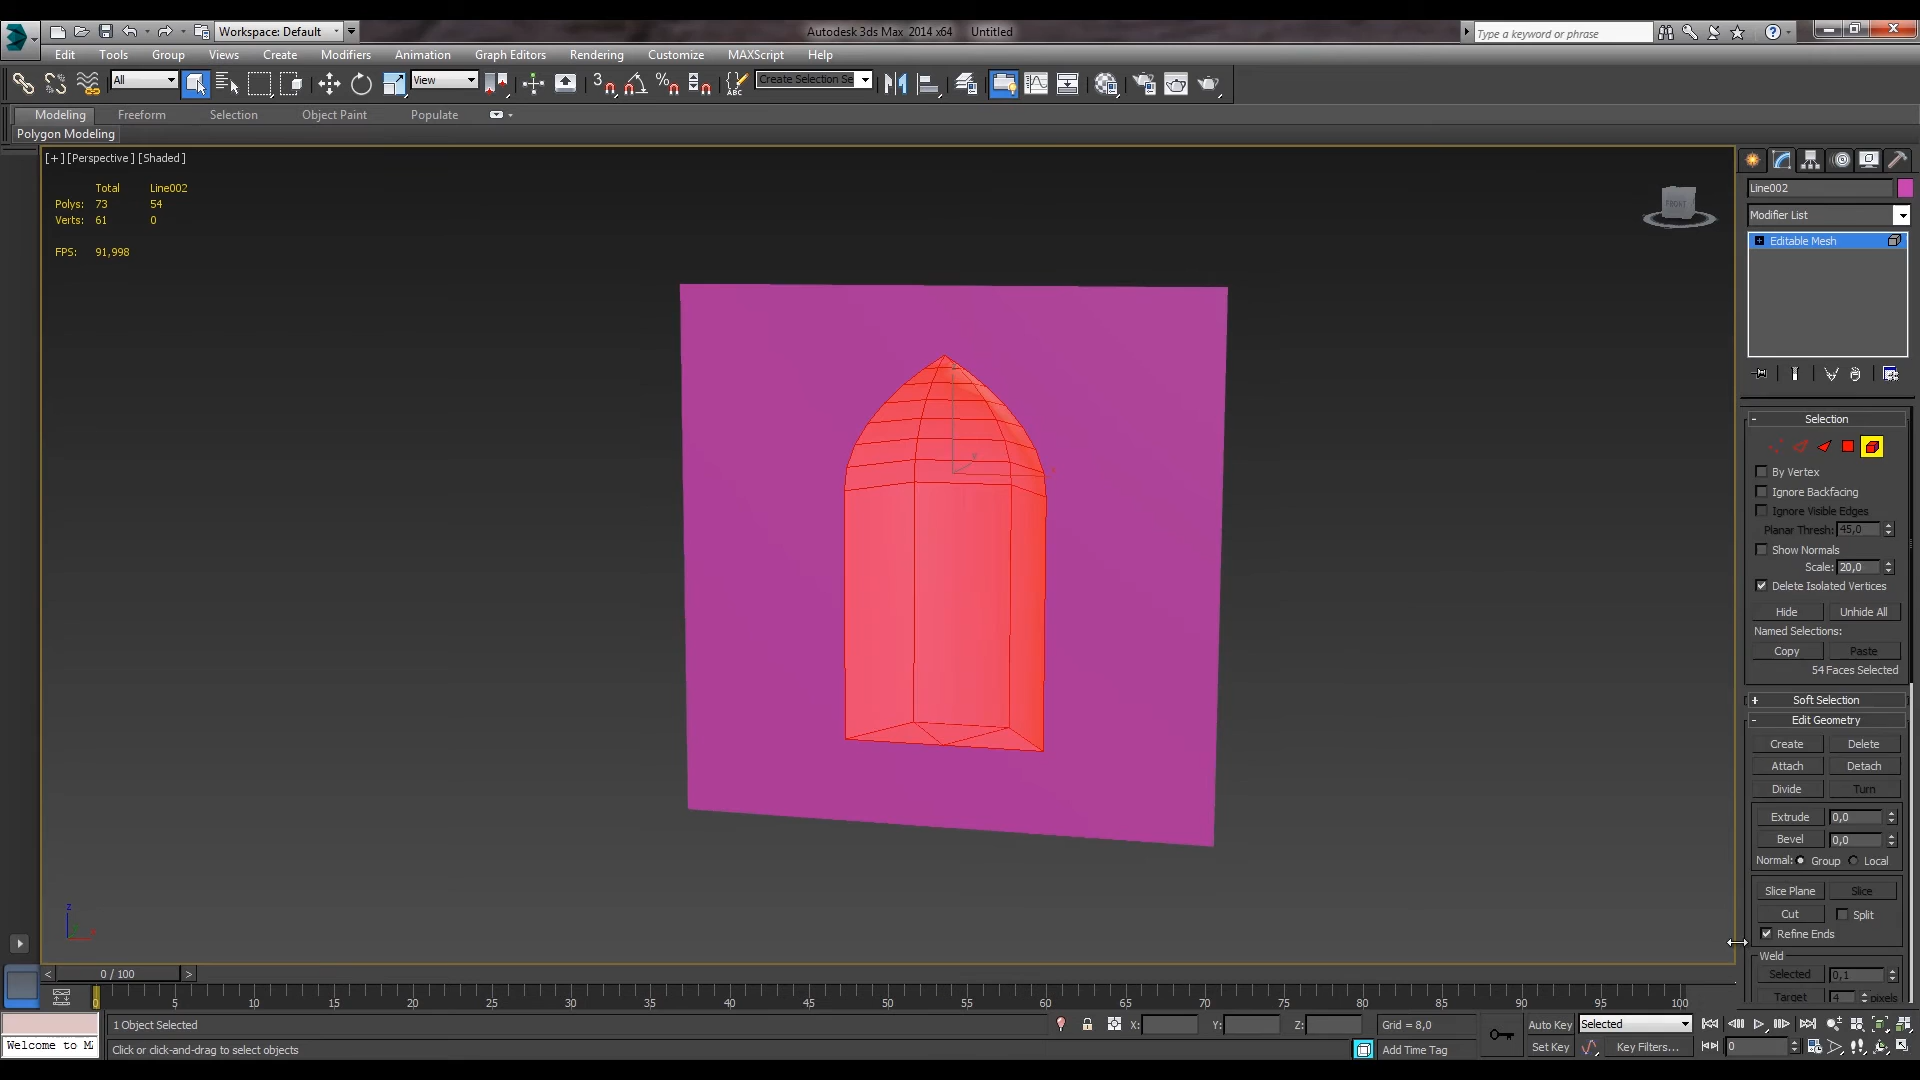 Workspace: Default
Autodesk 3ds Max 2014 x64 Untitled
Type a keyword or phrase
Edit Tools Group Views Create Modifiers Animation Graph Editors Rendering Customize MAXScript Help
All
View
Create Selection Se
Modeling Freeform Selection Object Paint Populate
Polygon Modeling
[+] [Perspective] [Shaded]
Total Line002
Polys: 73 54
Verts: 61 0
FPS: 91,998
FRONT
Line002
Modifier List
Editable Mesh
Selection
By Vertex
Ignore Backfacing
Ignore Visible Edges
Planar Thresh: 45,0
Show Normals
Scale: 20,0
Delete Isolated Vertices
Hide Unhide All
Named Selections:
Copy Paste
54 Faces Selected
Soft Selection
Edit Geometry
Create Delete
Attach Detach
Divide Turn
Extrude 0,0
Bevel 0,0
Normal: Group Local
Slice Plane Slice
Cut Split
Refine Ends
Weld
Selected 0,1
Target 4 pixels
z
0 / 100
0 5 10 15 20 25 30 35 40 45 50 55 60 65 70 75 80 85 90 95 100
1 Object Selected
X: Y: Z: Grid = 8,0
Auto Key Selected
Welcome to M
Click or click-and-drag to select objects
Add Time Tag
Set Key Key Filters... 0